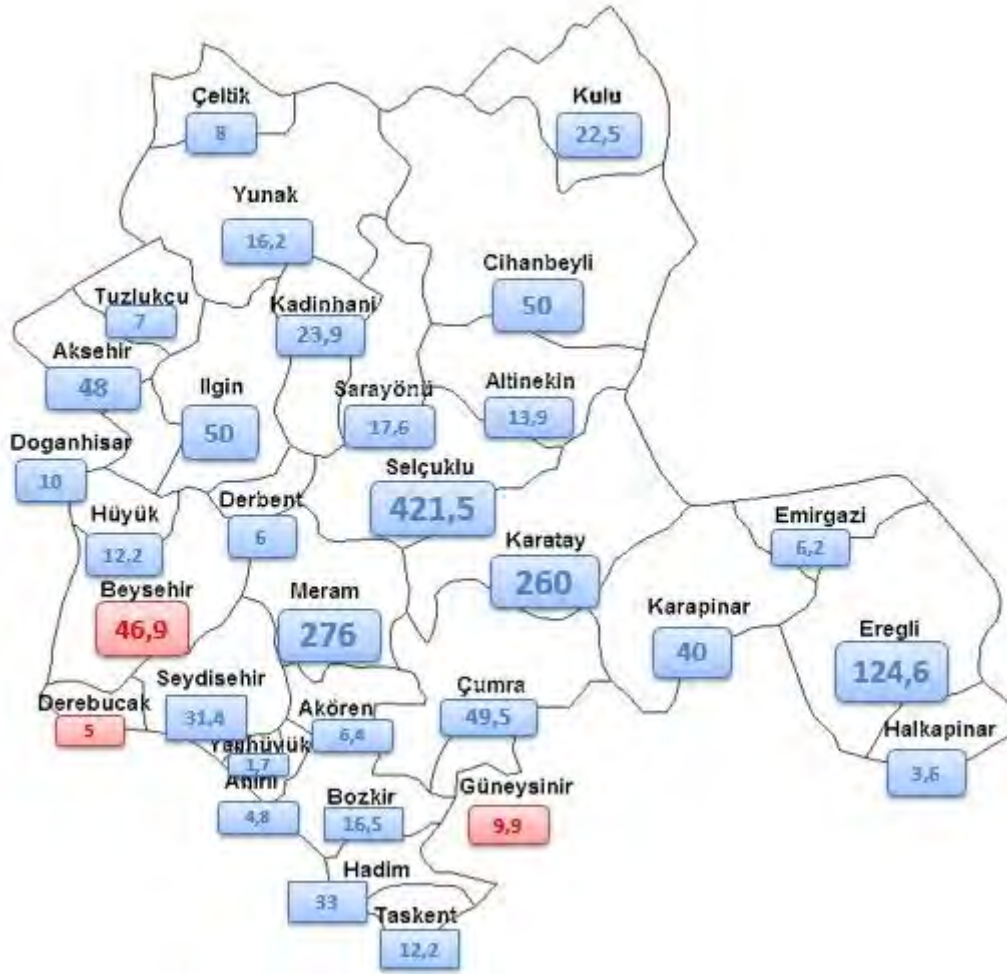 Çeltik
8
Kulu
22,5
Yunak
16,2
Cihanbeyli
50
Tuzlukçu
7
Kadinhani
23,9
Aksehir
48
Ilgin
50
Sarayönü
17,6
Altinekin
13,9
Doganhisar
10
Selçuklu
421,5
Hüyük
12,2
Derbent
6
Emirgazi
6,2
Karatay
260
Beysehir
46,9
Meram
276
Karapinar
40
Eregli
124,6
Derebucak
5
Seydisehir
31,4
Akören
6,4
Çumra
49,5
Halkapinar
3,6
Yalihüyük
1,7
Ahirli
4,8
Bozkir
16,5
Güneysinir
9,9
Hadim
33
Taskent
12,2